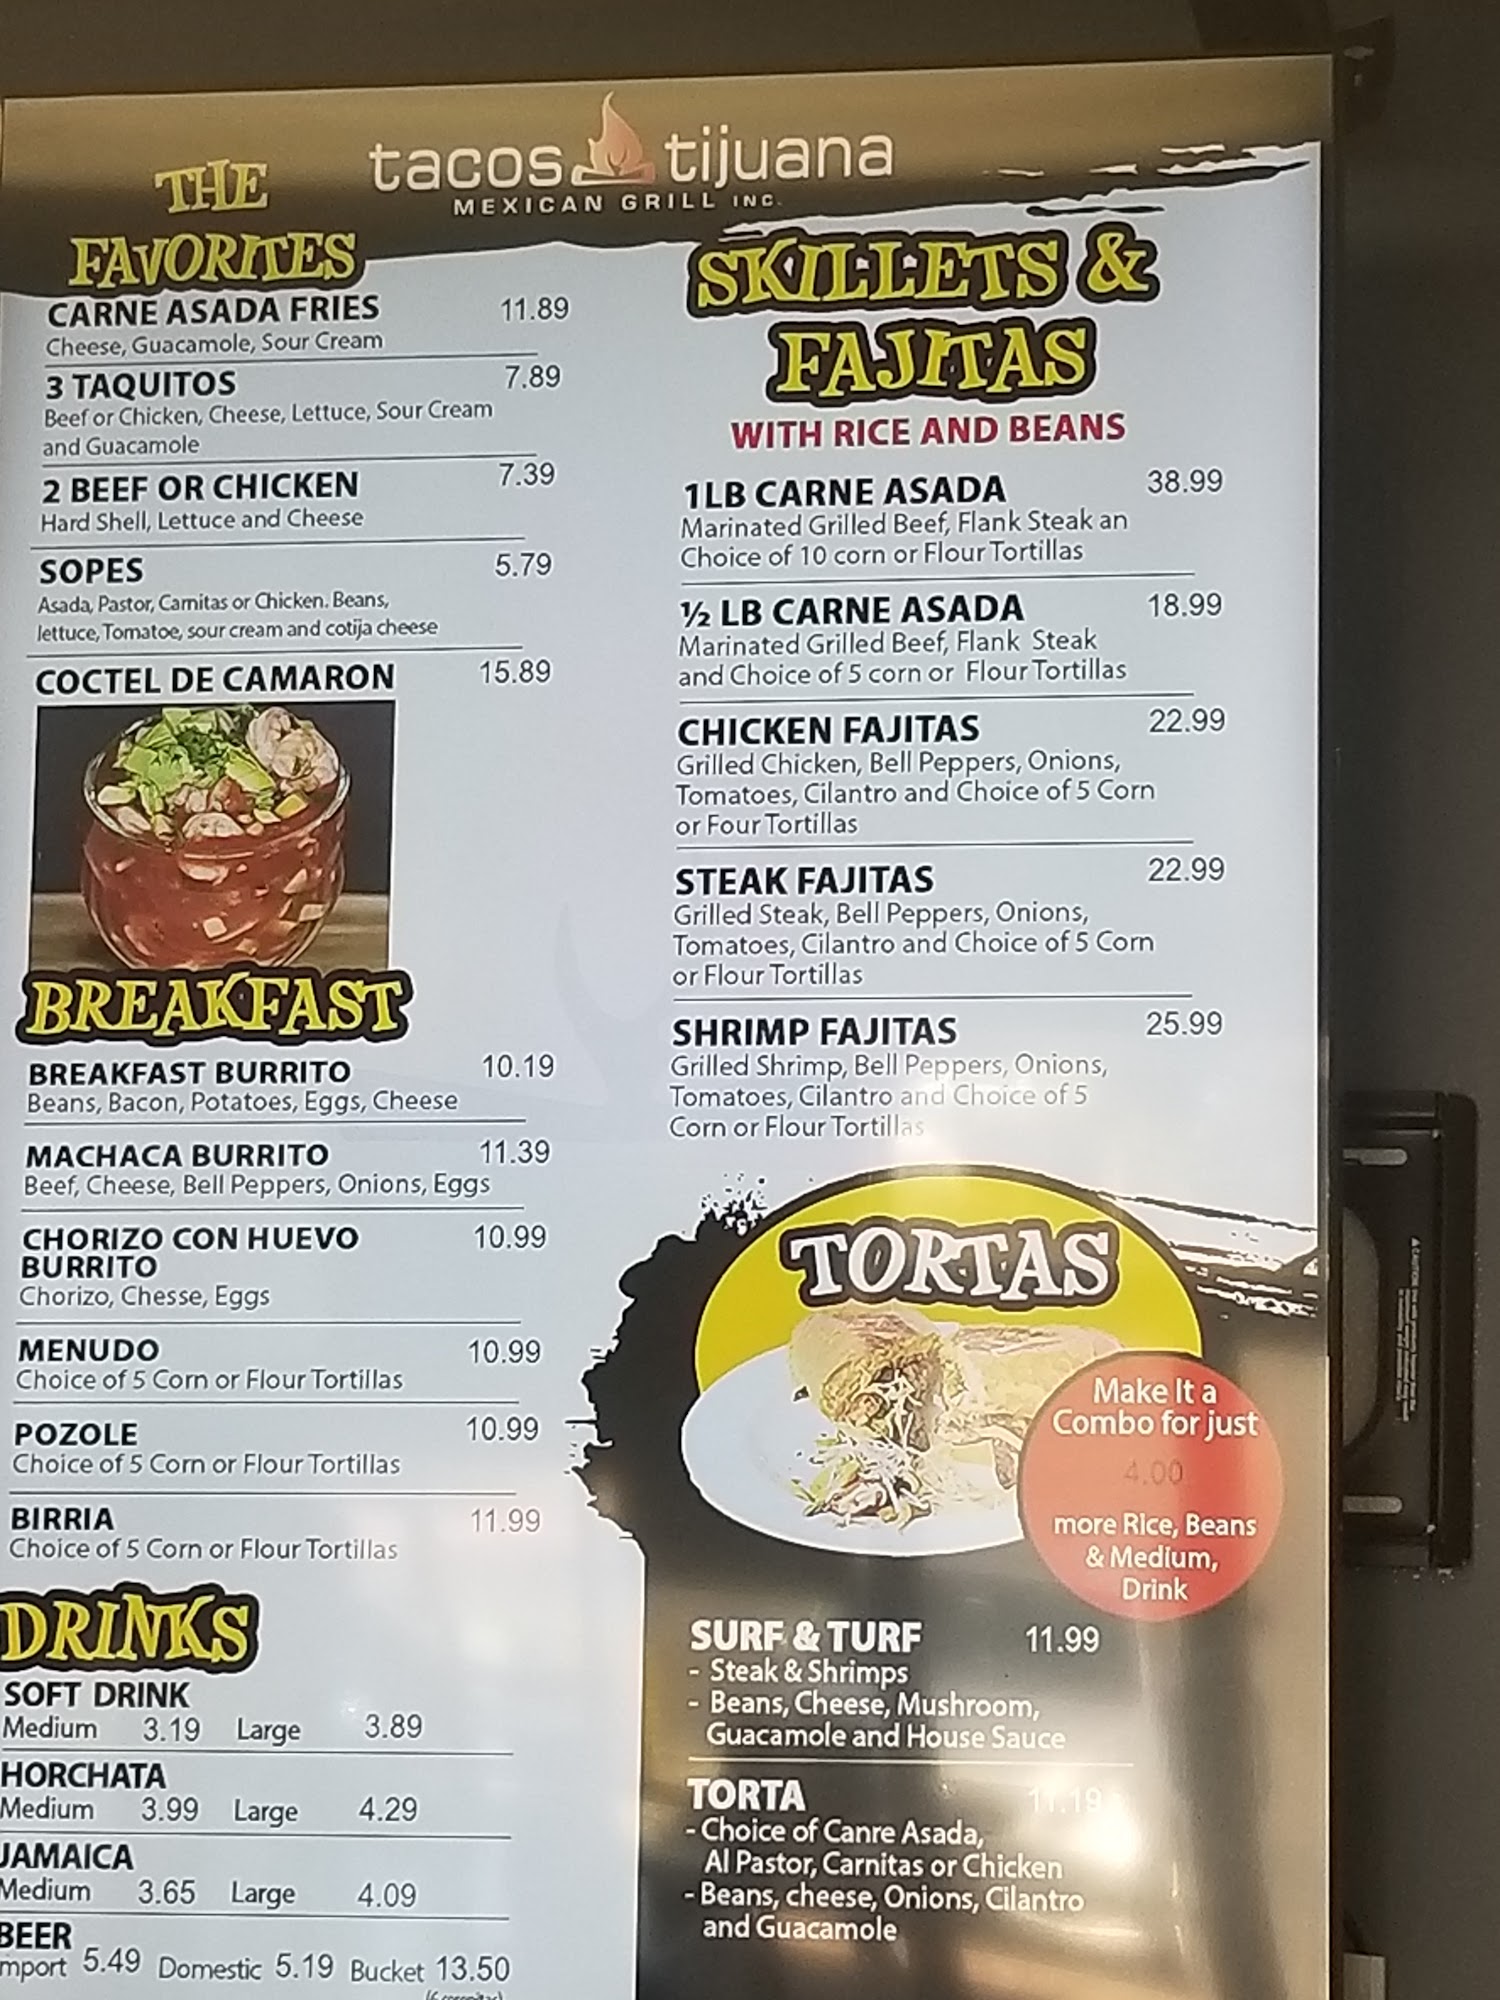 tacos tijuana
MEXICAN GRILL INC.
THE
FAVORITES
CARNE ASADA FRIES 11.89
Cheese, Guacamole, Sour Cream
3 TAQUITOS 7.89
Beef or Chicken, Cheese, Lettuce, Sour Cream
and Guacamole
2 BEEF OR CHICKEN 7.39
Hard Shell, Lettuce and Cheese
SOPES 5.79
Asada, Pastor, Carnitas or Chicken. Beans,
lettuce, Tomatoe, sour cream and cotija cheese
COCTEL DE CAMARON 15.89
BREAKFAST
BREAKFAST BURRITO 10.19
Beans, Bacon, Potatoes, Eggs, Cheese
MACHACA BURRITO 11.39
Beef, Cheese, Bell Peppers, Onions, Eggs
CHORIZO CON HUEVO 10.99
BURRITO
Chorizo, Chesse, Eggs
MENUDO 10.99
Choice of 5 Corn or Flour Tortillas
POZOLE 10.99
Choice of 5 Corn or Flour Tortillas
BIRRIA 11.99
Choice of 5 Corn or Flour Tortillas
DRINKS
SOFT DRINK
Medium 3.19 Large 3.89
HORCHATA
Medium 3.99 Large 4.29
JAMAICA
Medium 3.65 Large 4.09
BEER
mport 5.49 Domestic 5.19 Bucket 13.50
SKILLETS &
FAJITAS
WITH RICE AND BEANS
1LB CARNE ASADA 38.99
Marinated Grilled Beef, Flank Steak an
Choice of 10 corn or Flour Tortillas
½ LB CARNE ASADA 18.99
Marinated Grilled Beef, Flank Steak
and Choice of 5 corn or Flour Tortillas
CHICKEN FAJITAS 22.99
Grilled Chicken, Bell Peppers, Onions,
Tomatoes, Cilantro and Choice of 5 Corn
or Four Tortillas
STEAK FAJITAS 22.99
Grilled Steak, Bell Peppers, Onions,
Tomatoes, Cilantro and Choice of 5 Corn
or Flour Tortillas
SHRIMP FAJITAS 25.99
Grilled Shrimp, Bell Peppers, Onions,
Tomatoes, Cilantro and Choice of 5
Corn or Flour Tortillas
TORTAS
Make It a
Combo for just
4.00
more Rice, Beans
& Medium,
Drink
SURF & TURF 11.99
- Steak & Shrimps
- Beans, Cheese, Mushroom,
Guacamole and House Sauce
TORTA 11.19
- Choice of Canre Asada,
Al Pastor, Carnitas or Chicken
- Beans, cheese, Onions, Cilantro
and Guacamole